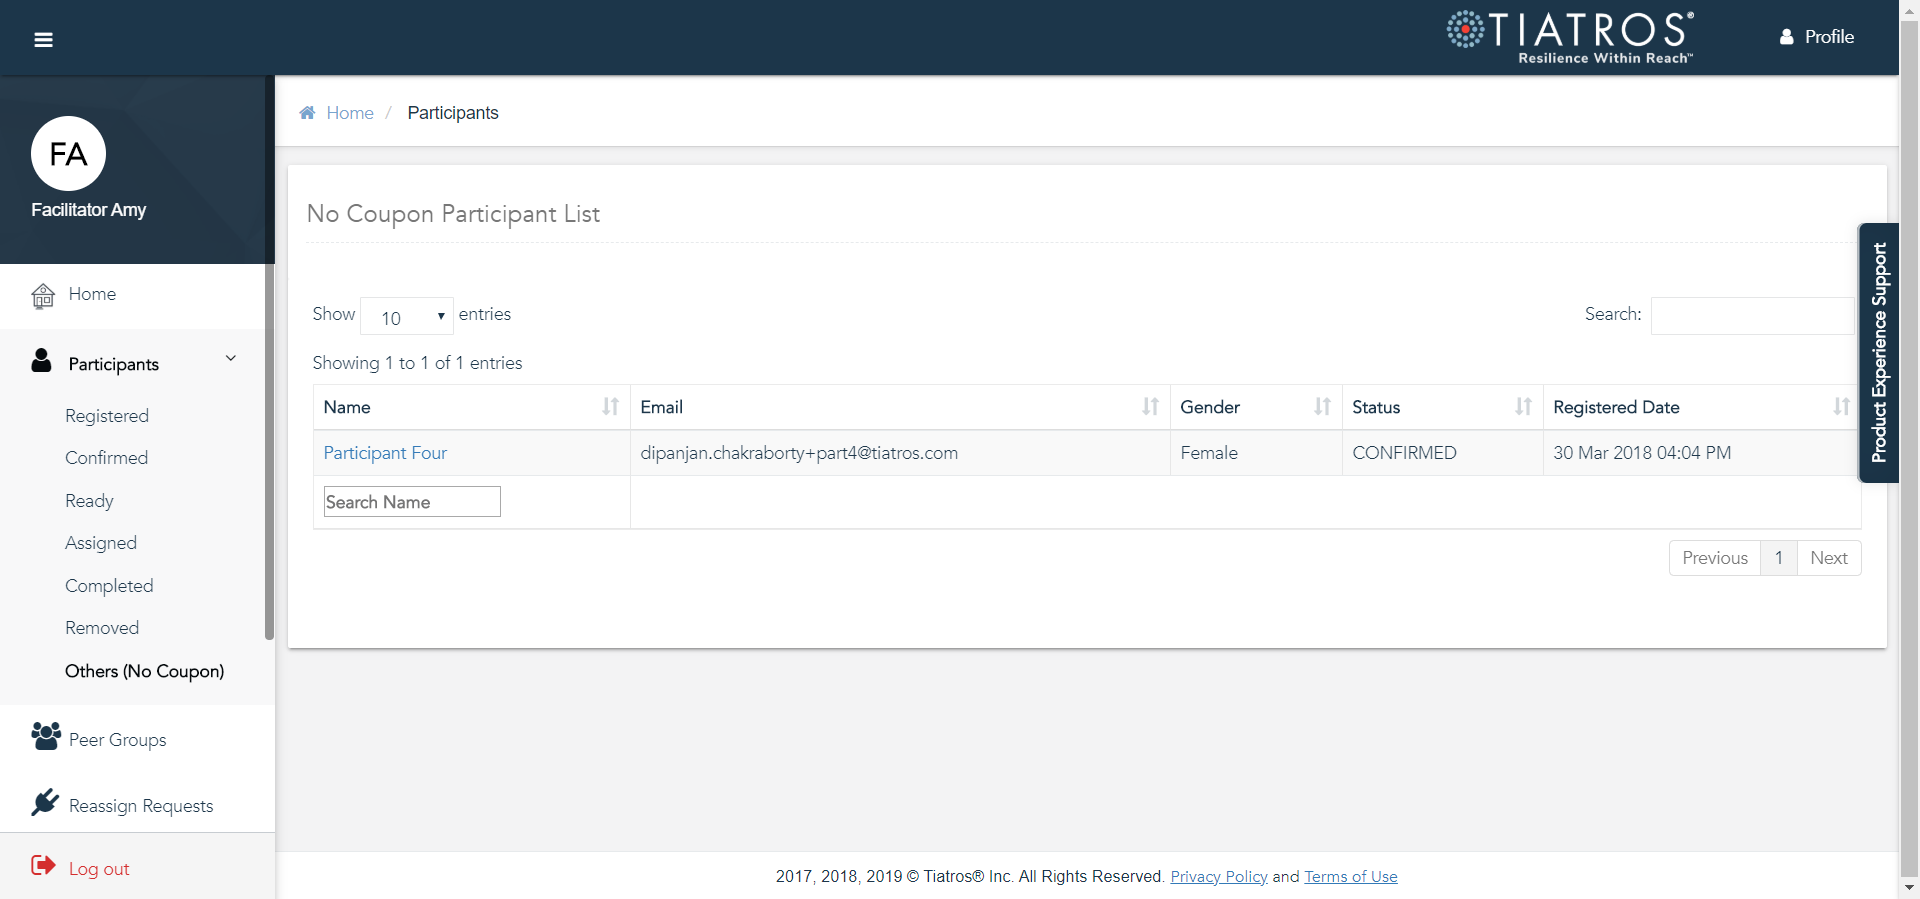 TIATROS®
Resilience Within Reach™
Profile
FA
Facilitator Amy
Home
Participants
Registered
Confirmed
Ready
Assigned
Completed
Removed
Others (No Coupon)
Peer Groups
Reassign Requests
Log out
Home / Participants
No Coupon Participant List
Show 10 entries
Search:
Showing 1 to 1 of 1 entries
Name Email Gender Status Registered Date
Participant Four dipanjan.chakraborty+part4@tiatros.com Female CONFIRMED 30 Mar 2018 04:04 PM
Search Name
Previous 1 Next
Product Experience Support
2017, 2018, 2019 © Tiatros® Inc. All Rights Reserved. Privacy Policy and Terms of Use